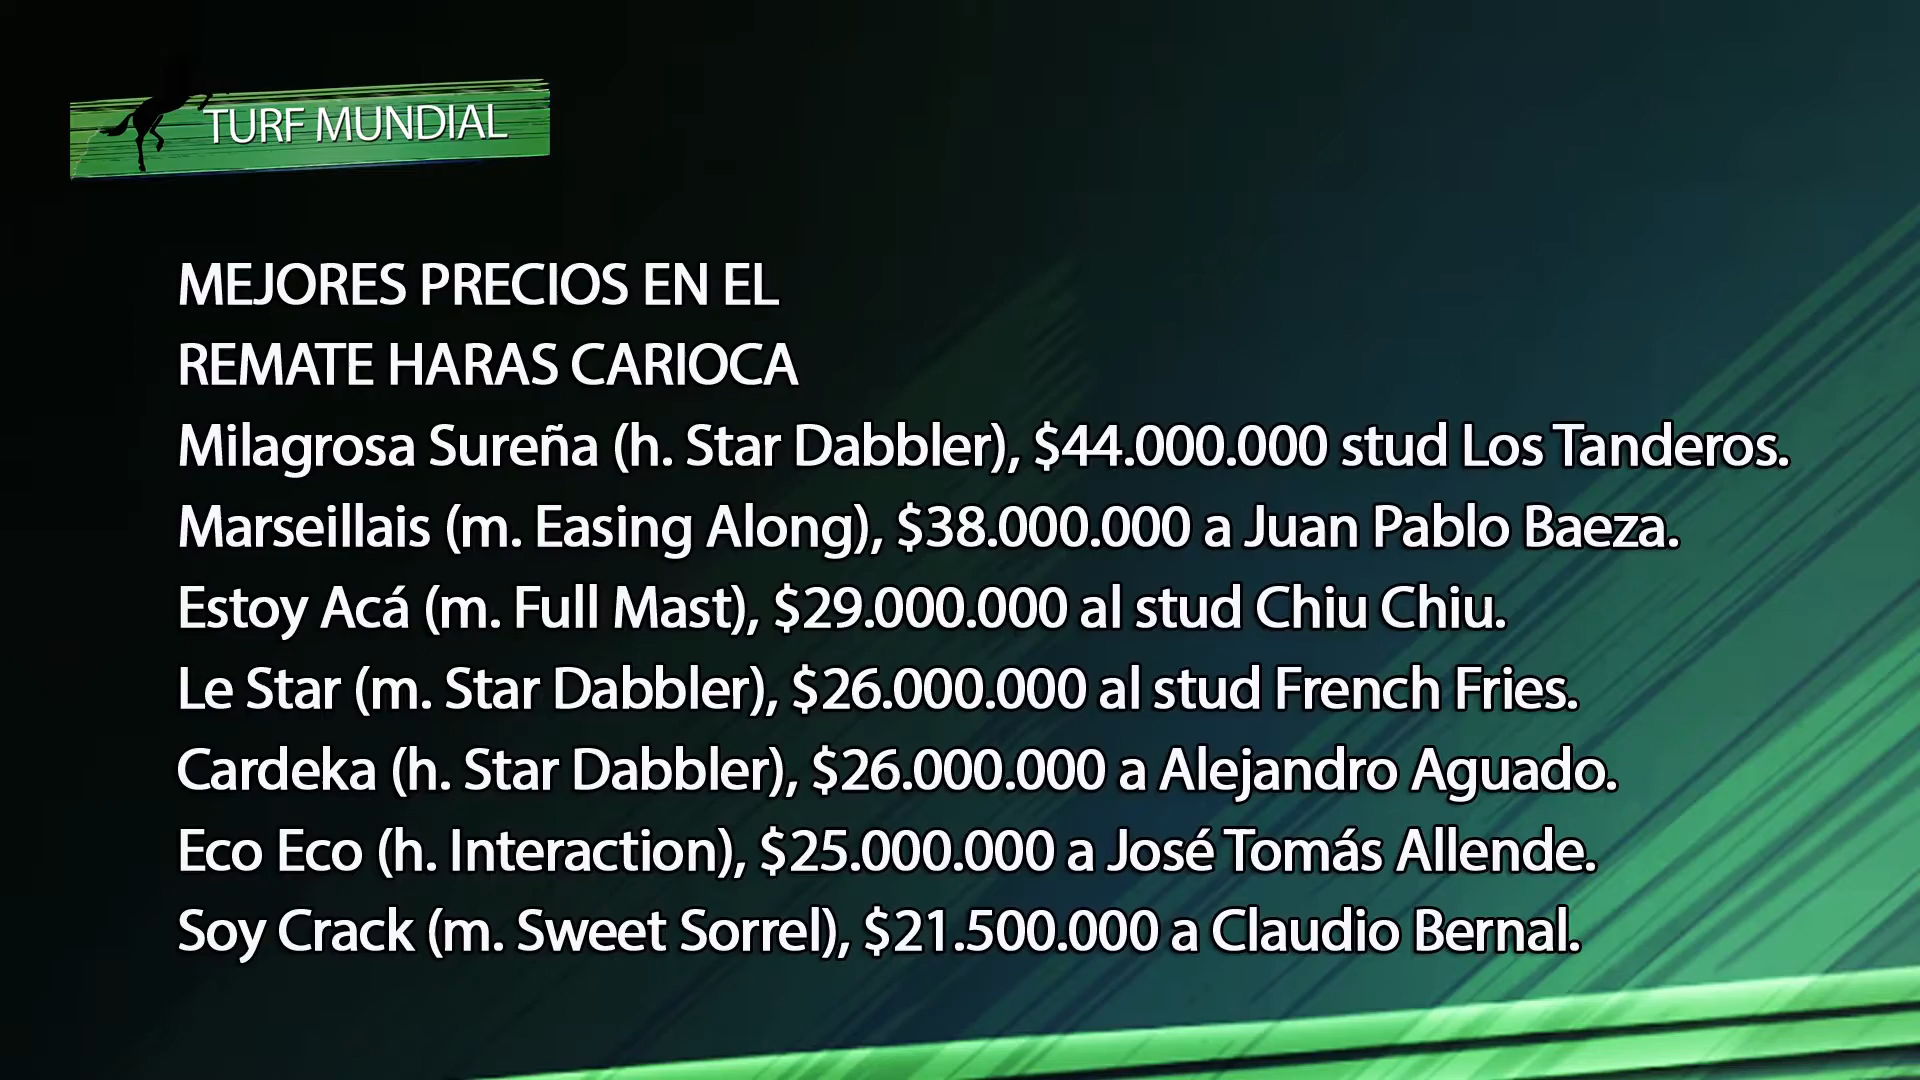 TURF MUNDIAL
MEJORES PRECIOS EN EL
REMATE HARAS CARIOCA
Milagrosa Sureña (h. Star Dabbler), $44.000.000 stud Los Tanderos.
Marseillais (m. Easing Along), $38.000.000 a Juan Pablo Baeza.
Estoy Acá (m. Full Mast), $29.000.000 al stud Chiu Chiu.
Le Star (m. Star Dabbler), $26.000.000 al stud French Fries.
Cardeka (h. Star Dabbler), $26.000.000 a Alejandro Aguado.
Eco Eco (h. Interaction), $25.000.000 a José Tomás Allende.
Soy Crack (m. Sweet Sorrel), $21.500.000 a Claudio Bernal.